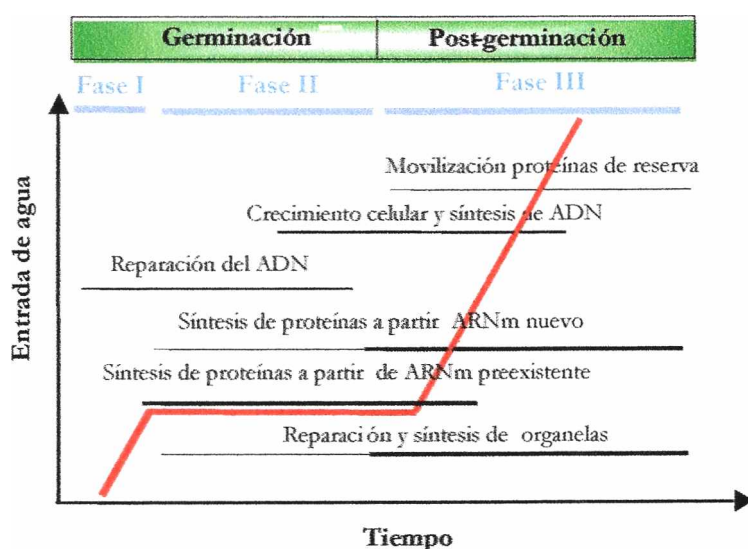 Germinación Post-germinación
Fase I Fase II Fase III
Movilización proteínas de reserva
Crecimiento celular y síntesis de ADN
Reparación del ADN
Síntesis de proteínas a partir ARNm nuevo
Síntesis de proteínas a partir de ARNm preexistente
Reparación y síntesis de organelas
Entrada de agua
Tiempo